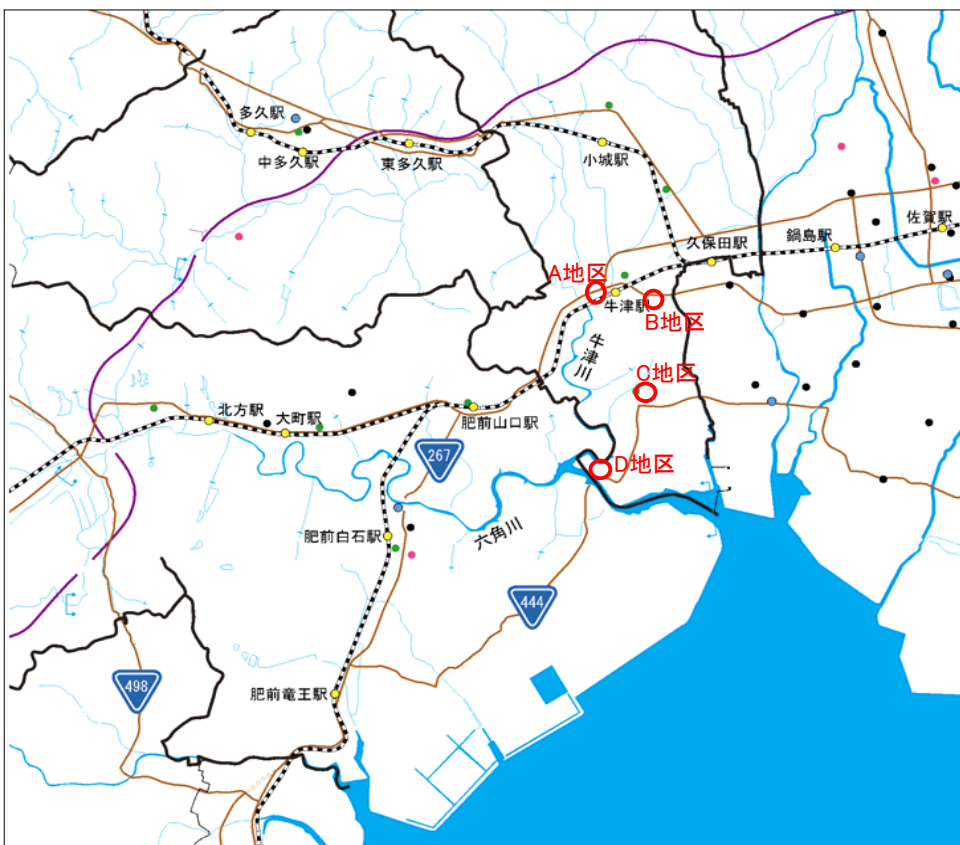 多久駅
中多久駅
東多久駅
小城駅
久保田駅
鍋島駅
佐賀駅
A地区
牛津駅
B地区
牛津川
C地区
北方駅
大町駅
肥前山口駅
267
D地区
肥前白石駅
六角川
444
498
肥前竜王駅